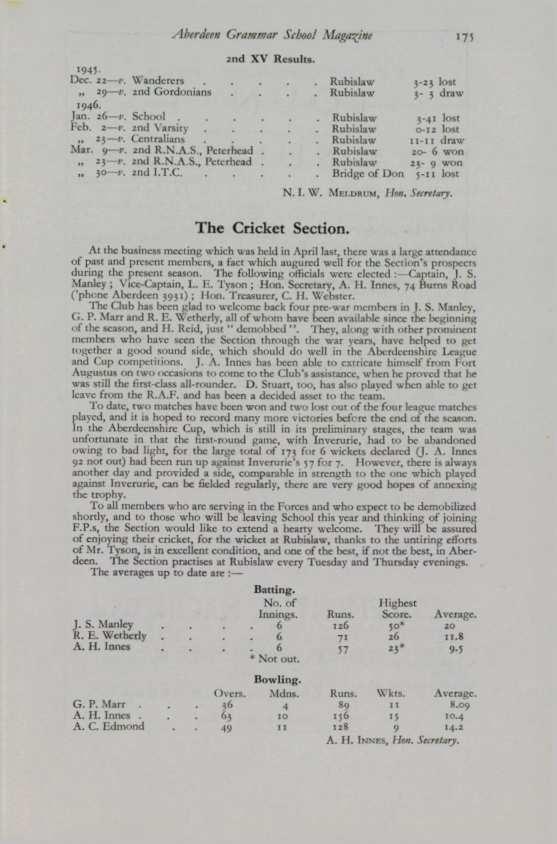 Aberdeen Grammar School Magazine 175
2nd XV Results.
1945.
Dec. 22—v. Wanderers . . . . . Rubislaw 3-23 lost
„ 29—v. 2nd Gordonians . . . . Rubislaw 3- 3 draw
1946.
Jan. 26—v. School . . . . . . Rubislaw 3-41 lost
Feb. 2—v. 2nd Varsity . . . . . Rubislaw 0-12 lost
„ 23—v. Centralians . . . . . Rubislaw 11-11 draw
Mar. 9—v. 2nd R.N.A.S., Peterhead . . . Rubislaw 20- 6 won
„ 23—v. 2nd R.N.A.S., Peterhead . . . Rubislaw 23- 9 won
„ 30—v. 2nd I.T.C. . . . . . Bridge of Don 5-11 lost
N. I. W. Meldrum, Hon. Secretary.
The Cricket Section.
At the business meeting which was held in April last, there was a large attendance
of past and present members, a fact which augured well for the Section's prospects
during the present season. The following officials were elected :—Captain, J. S.
Manley ; Vice-Captain, L. E. Tyson ; Hon. Secretary, A. H. Innes, 74 Burns Road
('phone Aberdeen 3931) ; Hon. Treasurer, C. H. Webster.
The Club has been glad to welcome back four pre-war members in J. S. Manley,
G. P. Marr and R. E. Wetherly, all of whom have been available since the beginning
of the season, and H. Reid, just " demobbed ". They, along with other prominent
members who have seen the Section through the war years, have helped to get
together a good sound side, which should do well in the Aberdeenshire League
and Cup competitions. J. A. Innes has been able to extricate himself from Fort
Augustus on two occasions to come to the Club's assistance, when he proved that he
was still the first-class all-rounder. D. Stuart, too, has also played when able to get
leave from the R.A.F. and has been a decided asset to the team.
To date, two matches have been won and two lost out of the four league matches
played, and it is hoped to record many more victories before the end of the season.
In the Aberdeenshire Cup, which is still in its preliminary stages, the team was
unfortunate in that the first-round game, with Inverurie, had to be abandoned
owing to bad light, for the large total of 173 for 6 wickets declared (J. A. Innes
92 not out) had been run up against Inverurie's 57 for 7. However, there is always
another day and provided a side, comparable in strength to the one which played
against Inverurie, can be fielded regularly, there are very good hopes of annexing
the trophy.
To all members who are serving in the Forces and who expect to be demobilized
shortly, and to those who will be leaving School this year and thinking of joining
F.P.s, the Section would like to extend a hearty welcome. They will be assured
of enjoying their cricket, for the wicket at Rubislaw, thanks to the untiring efforts
of Mr. Tyson, is in excellent condition, and one of the best, if not the best, in Aber-
deen. The Section practises at Rubislaw every Tuesday and Thursday evenings.
The averages up to date are :—
Batting.
No. of Highest
Innings. Runs. Score. Average.
J. S. Manley . . . . 6 126 50* 20
R. E. Wetherly . . . . 6 71 26 11.8
A. H. Innes . . . . 6 57 23* 9.5
* Not out.
Bowling.
Overs. Mdns. Runs. Wkts. Average.
G. P. Marr . . . 36 4 89 11 8.09
A. H. Innes . . . 63 10 156 15 10.4
A. C. Edmond . . 49 11 128 9 14.2
A. H. Innes, Hon. Secretary.